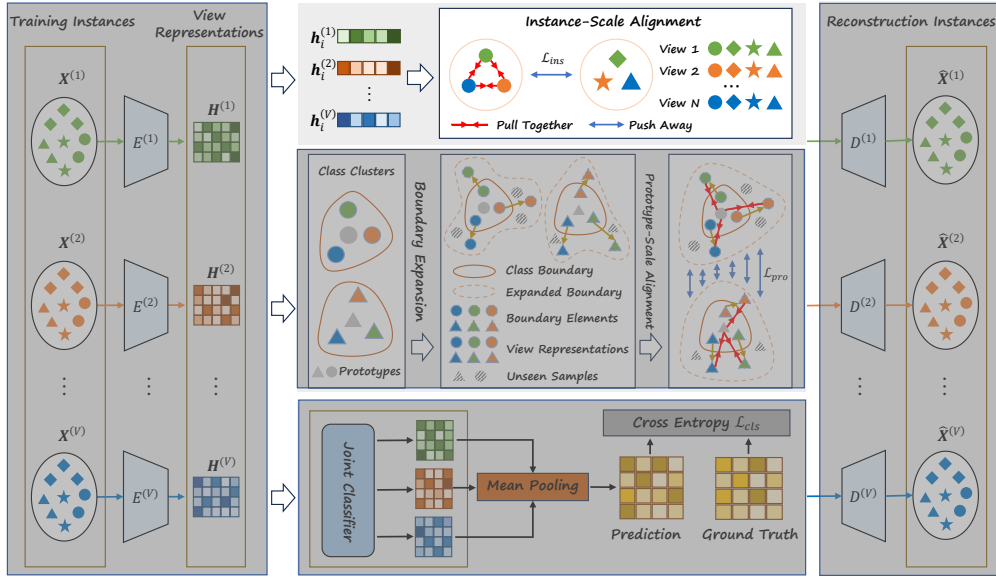 Training Instances
View
Representations
X^(1)
E^(1)
H^(1)
X^(2)
E^(2)
H^(2)
...
...
...
X^(V)
E^(V)
H^(V)
h_i^(1)
h_i^(2)
...
h_i^(V)
Instance-Scale Alignment
L_ins
View 1
View 2
...
View N
Pull Together
Push Away
Class Clusters
Prototypes
Boundary Expansion
Class Boundary
Expanded Boundary
Boundary Elements
View Representations
Unseen Samples
Prototype-Scale Alignment
L_pro
Joint Classifier
Mean Pooling
Cross Entropy L_cls
Prediction
Ground Truth
Reconstruction Instances
D^(1)
X̂^(1)
D^(2)
X̂^(2)
...
...
D^(V)
X̂^(V)